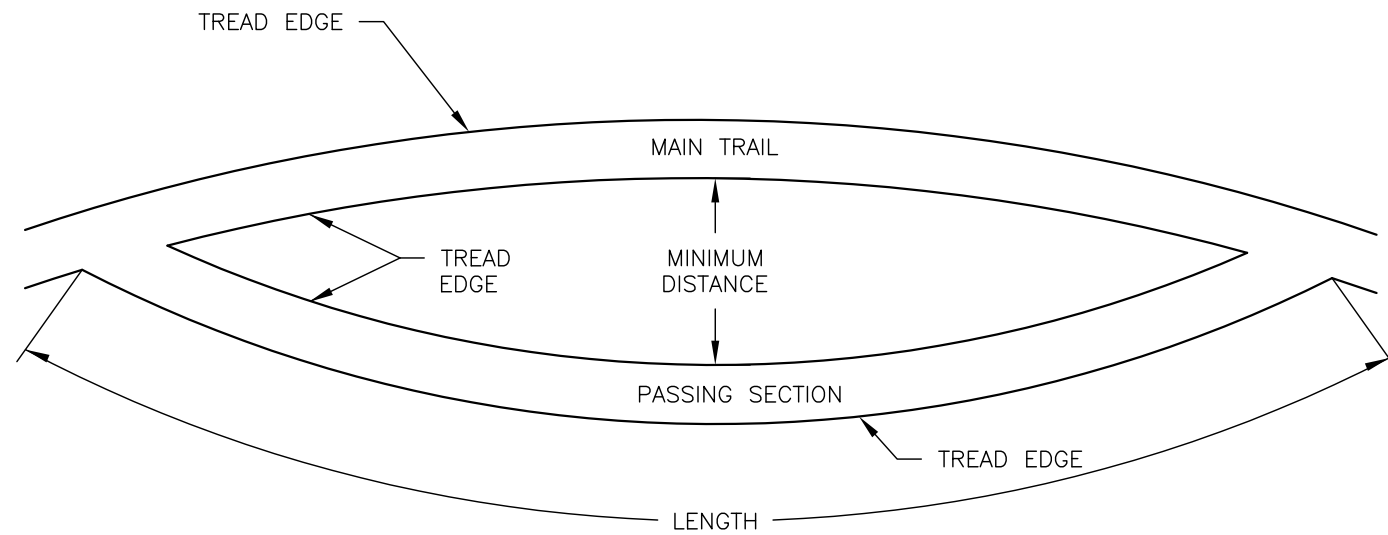 TREAD EDGE
MAIN TRAIL
TREAD
EDGE
MINIMUM
DISTANCE
PASSING SECTION
TREAD EDGE
LENGTH